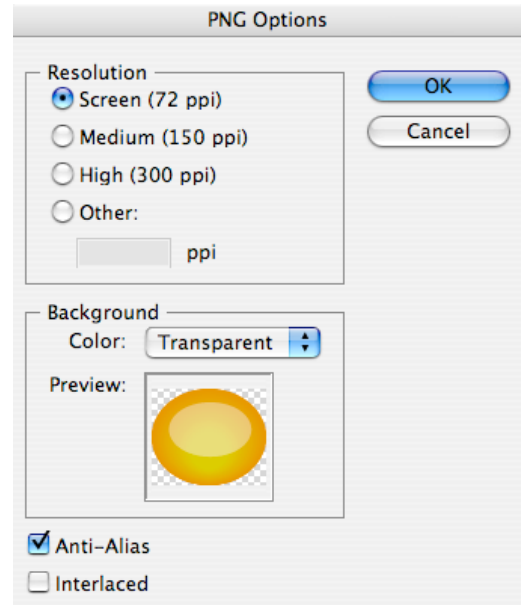 PNG Options
Resolution
Screen (72 ppi)
Medium (150 ppi)
High (300 ppi)
Other:
ppi
OK
Cancel
Background
Color: Transparent
Preview:
Anti-Alias
Interlaced